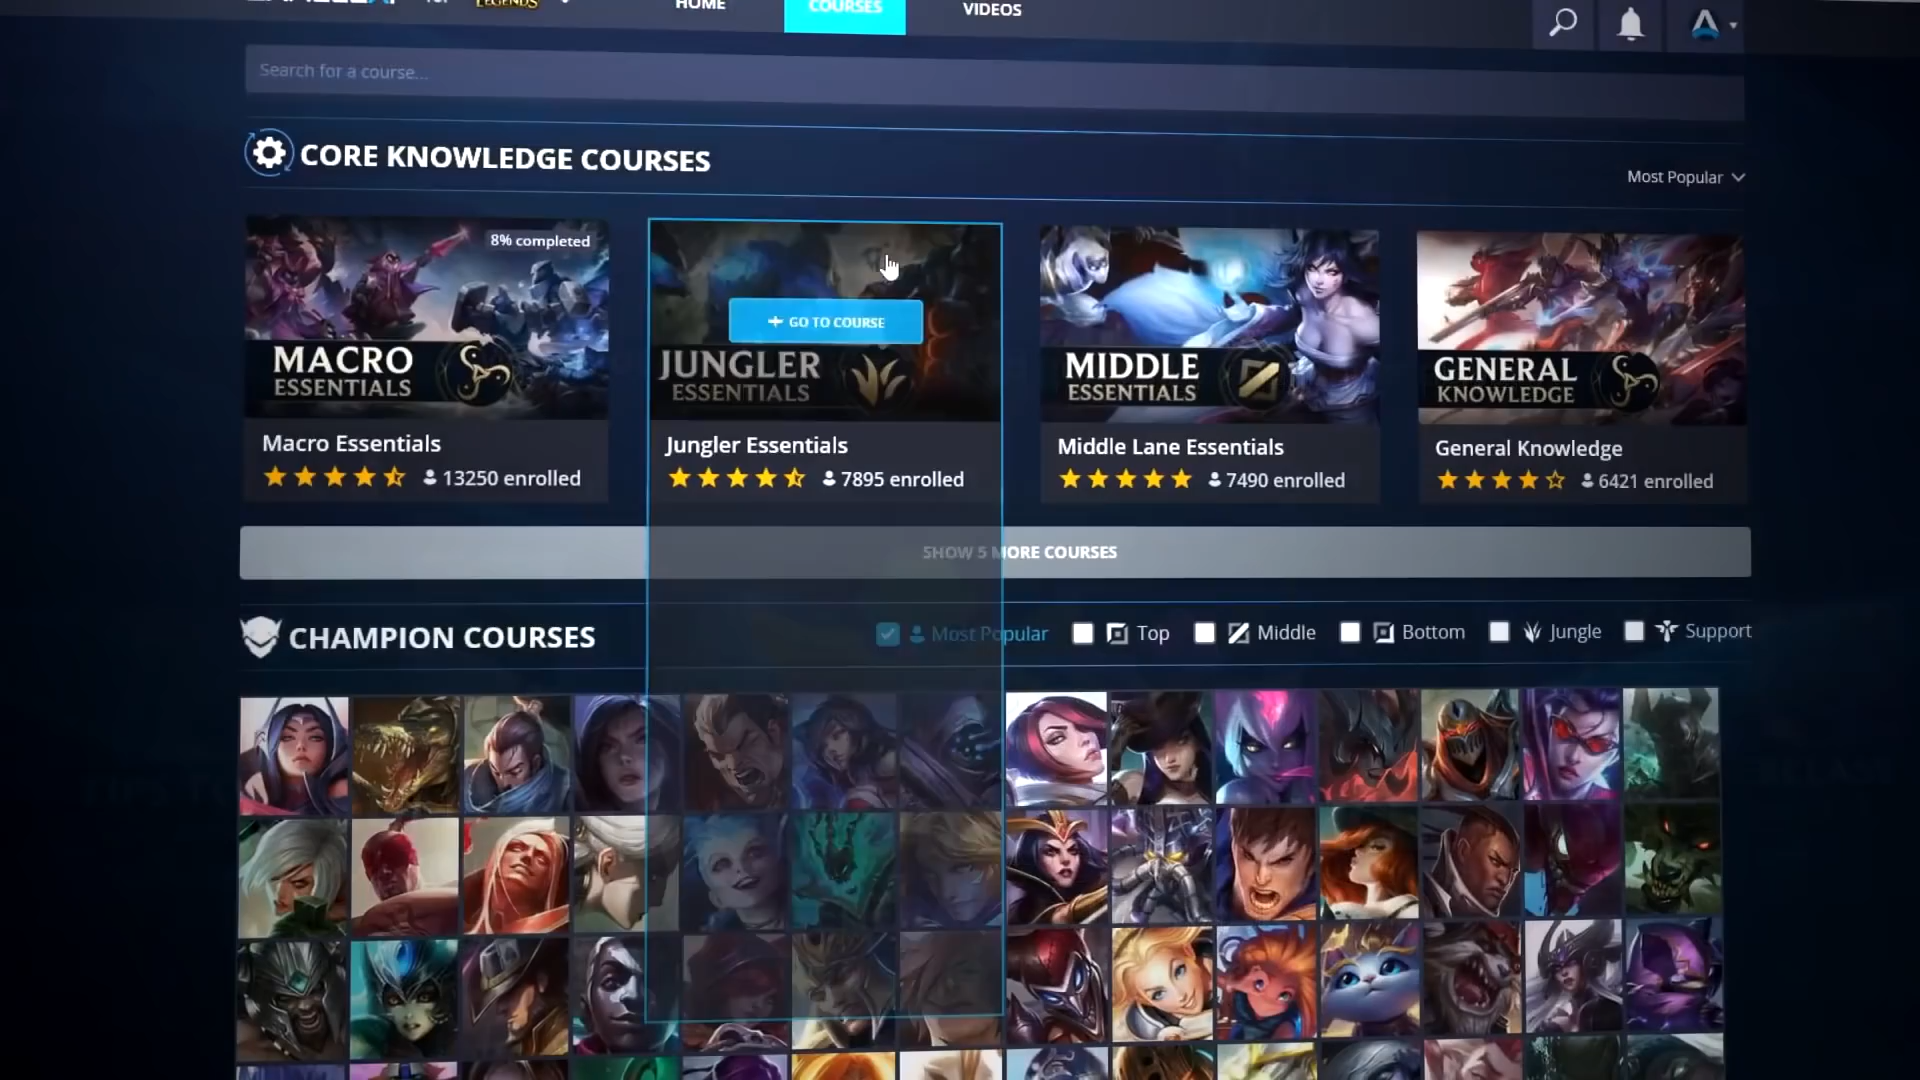 LEGENDS
HOME
COURSES
VIDEOS
Search for a course...
CORE KNOWLEDGE COURSES
Most Popular
8% completed
MACRO
ESSENTIALS
Macro Essentials
13250 enrolled
+ GO TO COURSE
JUNGLER
ESSENTIALS
Jungler Essentials
7895 enrolled
MIDDLE
ESSENTIALS
Middle Lane Essentials
7490 enrolled
GENERAL
KNOWLEDGE
General Knowledge
6421 enrolled
SHOW 5 MORE COURSES
CHAMPION COURSES
Most Popular
Top
Middle
Bottom
Jungle
Support